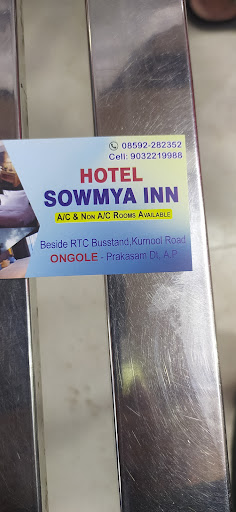 08592-282352
Cell: 9032219988
HOTEL
SOWMYA INN
A/C & NON A/C ROOMS AVAILABLE
Beside RTC Busstand,Kurnool Road
ONGOLE - Prakasam Dt, A.P